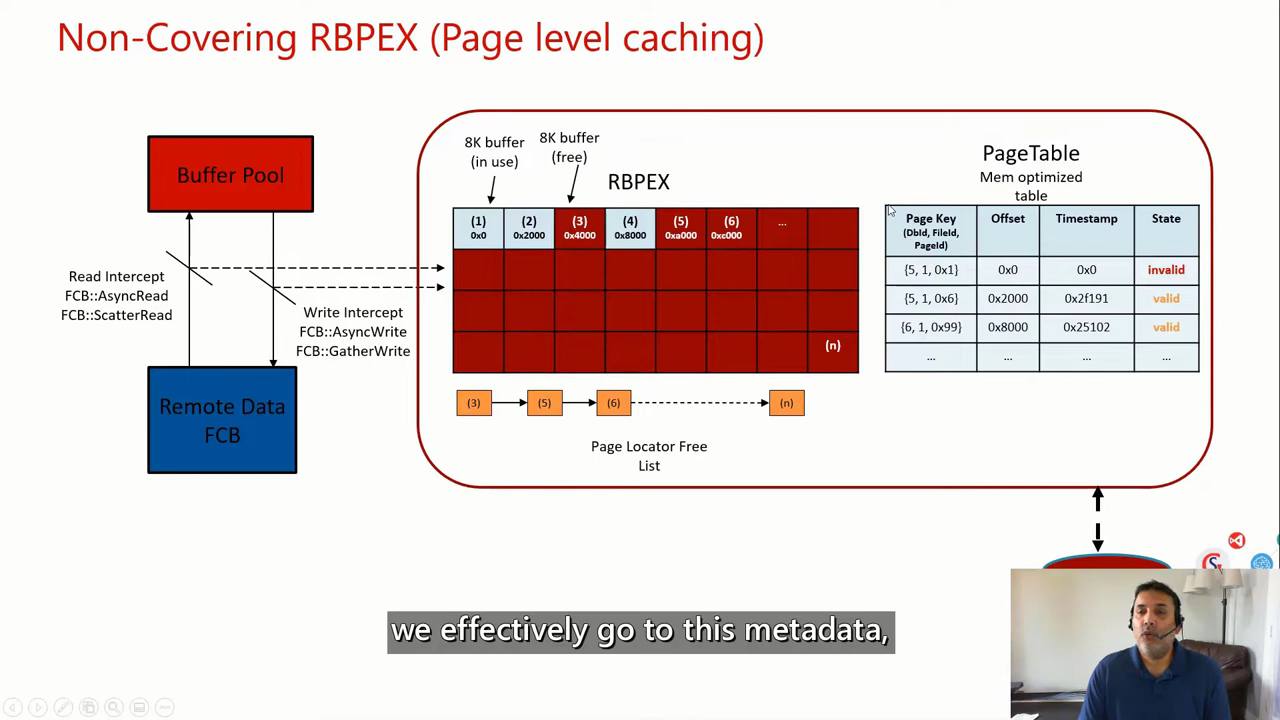 Non-Covering RBPEX (Page level caching)
Buffer Pool
Read Intercept
FCB::AsyncRead
FCB::ScatterRead
Write Intercept
FCB::AsyncWrite
FCB::GatherWrite
Remote Data
FCB
8K buffer
(in use)
8K buffer
(free)
RBPEX
(1) (2) (3) (4) (5) (6) ...
0x0 0x2000 0x4000 0x8000 0xa000 0xc000
(n)
(3) (5) (6) (n)
Page Locator Free
List
PageTable
Mem optimized
table
Page Key Offset Timestamp State
(DbId, FileId,
PageId)
{5, 1, 0x1} 0x0 0x0 invalid
{5, 1, 0x6} 0x2000 0x2f191 valid
{6, 1, 0x99} 0x8000 0x25102 valid
... ... ... ...
we effectively go to this metadata,